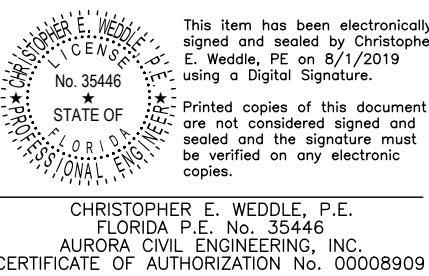 CHRISTOPHER E. WEDDLE, P.E.
LICENSE
No. 35446
STATE OF
FLORIDA
PROFESSIONAL ENGINEER
This item has been electronically
signed and sealed by Christophe
E. Weddle, PE on 8/1/2019
using a Digital Signature.
Printed copies of this document
are not considered signed and
sealed and the signature must
be verified on any electronic
copies.
CHRISTOPHER E. WEDDLE, P.E.
FLORIDA P.E. No. 35446
AURORA CIVIL ENGINEERING, INC.
CERTIFICATE OF AUTHORIZATION No. 00008909